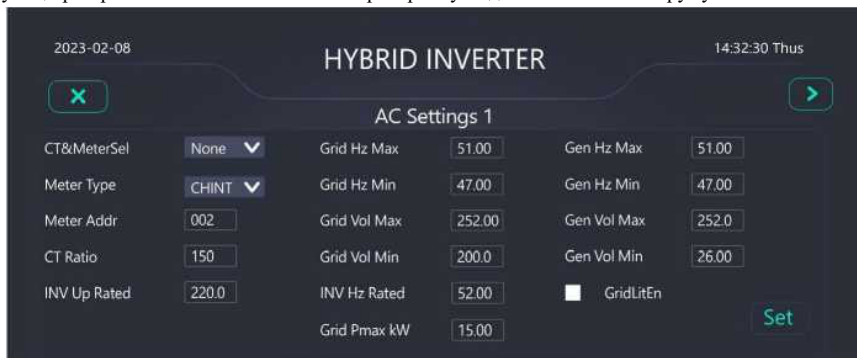 2023-02-08 HYBRID INVERTER 14:32:30 Thus
AC Settings 1
CT&MeterSel None Grid Hz Max 51.00 Gen Hz Max 51.00
Meter Type CHINT Grid Hz Min 47.00 Gen Hz Min 47.00
Meter Addr 002 Grid Vol Max 252.00 Gen Vol Max 252.0
CT Ratio 150 Grid Vol Min 200.0 Gen Vol Min 26.00
INV Up Rated 220.0 INV Hz Rated 52.00 GridLitEn
Grid Pmax kW 15.00 Set